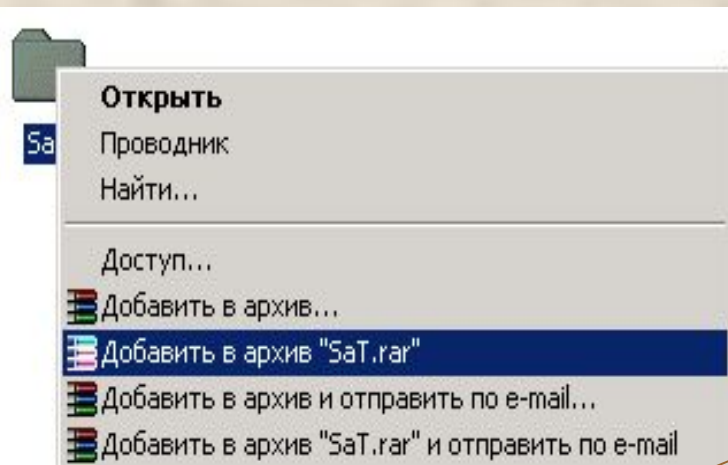 Sa
Открыть
Проводник
Найти...
Доступ...
Добавить в архив...
Добавить в архив "SaT.rar"
Добавить в архив и отправить по e-mail...
Добавить в архив "SaT.rar" и отправить по e-mail